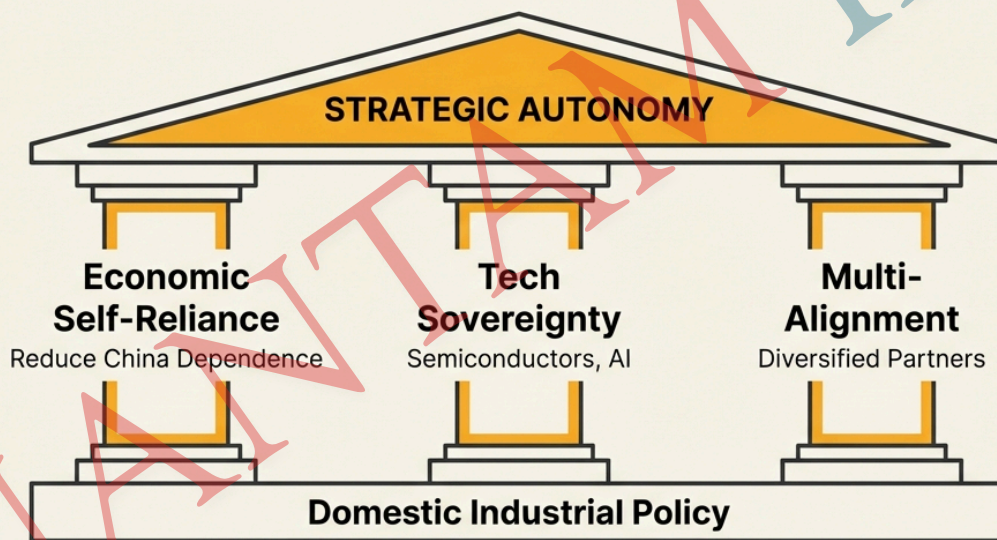 STRATEGIC AUTONOMY
Economic
Self-Reliance
Reduce China Dependence
Tech
Sovereignty
Semiconductors, AI
Multi-
Alignment
Diversified Partners
Domestic Industrial Policy